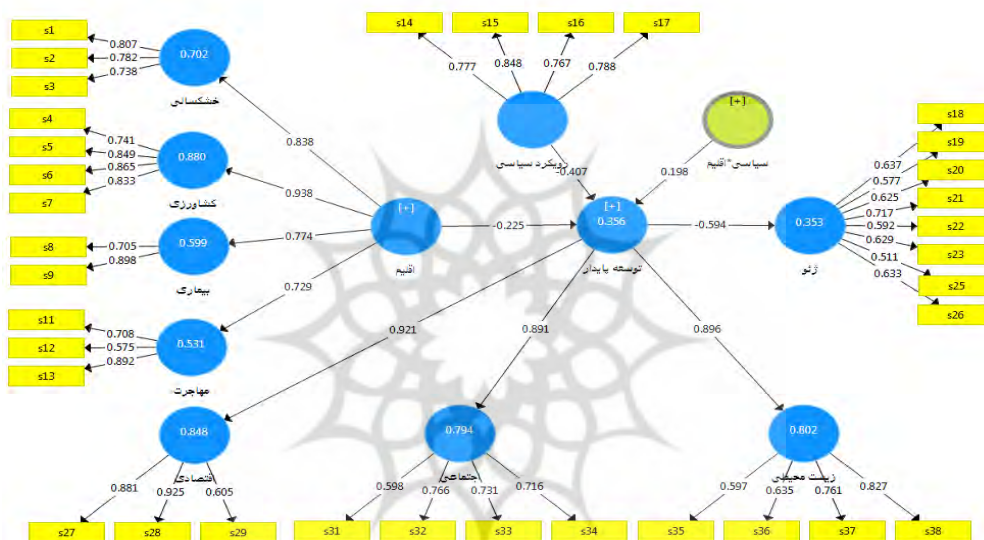 s14
s15
s16
s17
0.777
0.848
0.767
0.788
s1
s2
s3
0.807
0.782
0.738
0.702
خشکسالی
s4
s5
s6
s7
0.741
0.849
0.865
0.833
0.880
کشاورزی
s8
s9
0.705
0.898
0.599
بیماری
s11
s12
s13
0.708
0.575
0.892
0.531
مهاجرت
0.838
0.938
0.774
0.729
[+]
اقلیم
-0.225
رویکرد سیاسی
-0.407
[+]
سیاسی*اقلیم
0.198
[+]
0.356
توسعه پایدار
-0.594
0.353
ژئو
s18
s19
s20
s21
s22
s23
s25
s26
0.637
0.577
0.625
0.717
0.592
0.629
0.511
0.633
0.921
0.891
0.896
0.848
قتصادی
0.881
0.925
0.605
s27
s28
s29
0.794
جتماعی
0.598
0.766
0.731
0.716
s31
s32
s33
s34
0.802
زیست محیطی
0.597
0.635
0.761
0.827
s35
s36
s37
s38